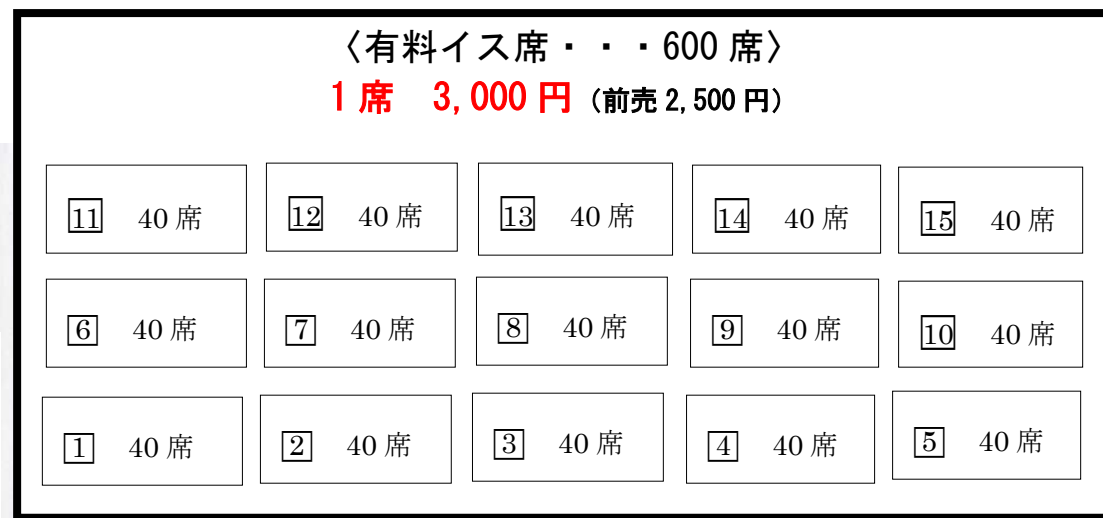 〈有料イス席・・・600席〉
1席　3,000円（前売2,500円）
11　40席　12　40席　13　40席　14　40席　15　40席
6　40席　7　40席　8　40席　9　40席　10　40席
1　40席　2　40席　3　40席　4　40席　5　40席